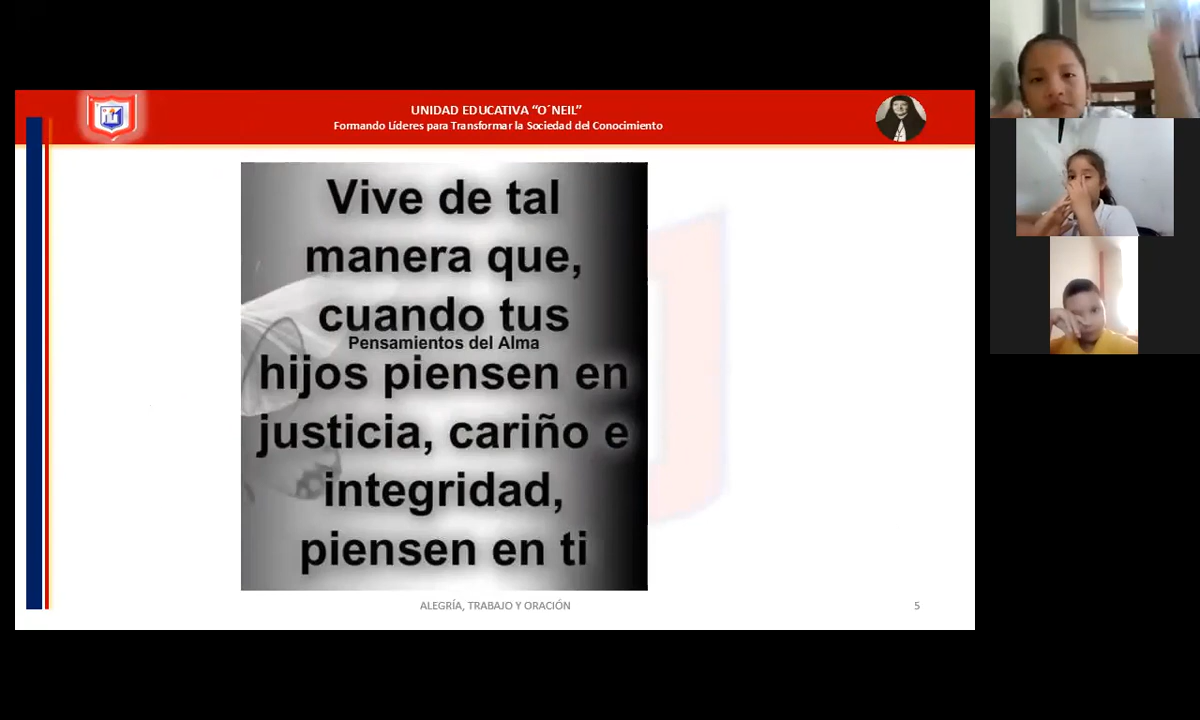 UNIDAD EDUCATIVA “O´NEIL”
Formando Líderes para Transformar la Sociedad del Conocimiento
Vive de tal
manera que,
cuando tus
Pensamientos del Alma
hijos piensen en
justicia, cariño e
integridad,
piensen en ti
ALEGRÍA, TRABAJO Y ORACIÓN
5